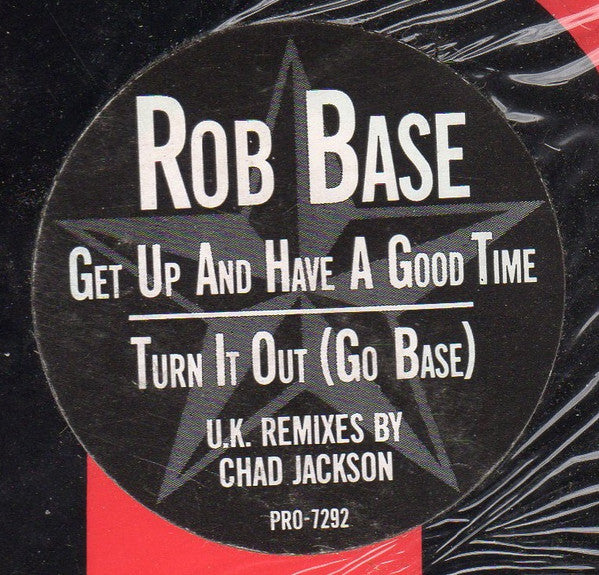 ROB BASE
GET UP AND HAVE A GOOD TIME
TURN IT OUT (GO BASE)
U.K. REMIXES BY
CHAD JACKSON
PRO-7292